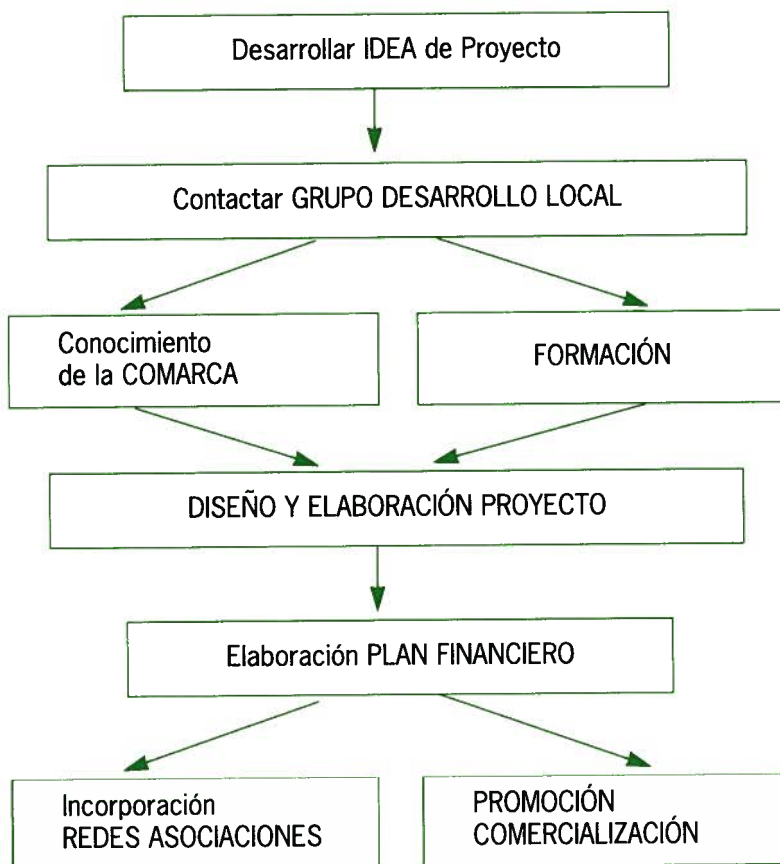 Desarrollar IDEA de Proyecto
Contactar GRUPO DESARROLLO LOCAL
Conocimiento
de la COMARCA
FORMACIÓN
DISEÑO Y ELABORACIÓN PROYECTO
Elaboración PLAN FINANCIERO
Incorporación
REDES ASOCIACIONES
PROMOCIÓN
COMERCIALIZACIÓN